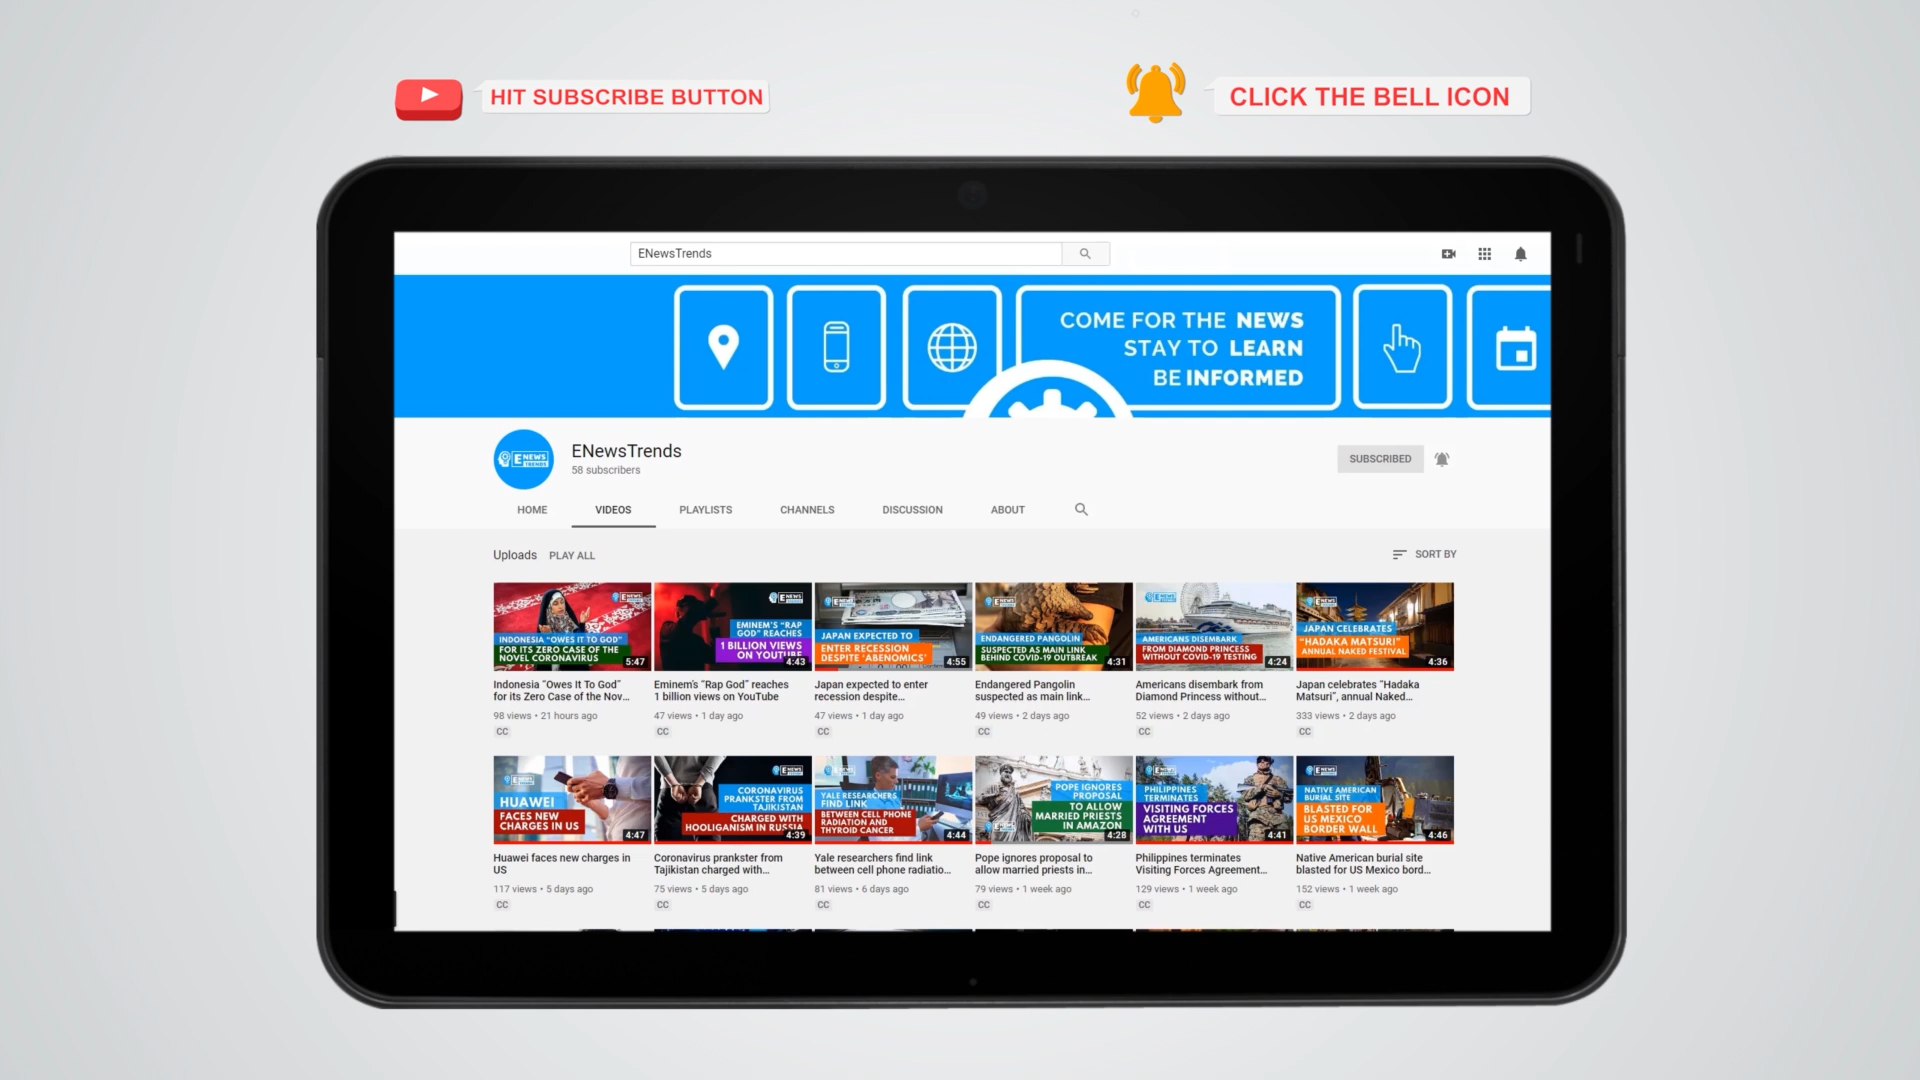 HIT SUBSCRIBE BUTTON
CLICK THE BELL ICON
ENewsTrends
COME FOR THE NEWS
STAY TO LEARN
BE INFORMED
E NEWS
TRENDS
ENewsTrends
58 subscribers
SUBSCRIBED
HOME VIDEOS PLAYLISTS CHANNELS DISCUSSION ABOUT
Uploads PLAY ALL
SORT BY
INDONESIA "OWES IT TO GOD"
FOR ITS ZERO CASE OF THE
NOVEL CORONAVIRUS
5:47
Indonesia "Owes It To God"
for its Zero Case of the Nov...
98 views • 21 hours ago
CC
EMINEM'S "RAP
GOD" REACHES
1 BILLION VIEWS
ON YOUTUBE
4:43
Eminem's "Rap God" reaches
1 billion views on YouTube
47 views • 1 day ago
CC
JAPAN EXPECTED TO
ENTER RECESSION
DESPITE 'ABENOMICS'
4:55
Japan expected to enter
recession despite...
47 views • 1 day ago
CC
ENDANGERED PANGOLIN
SUSPECTED AS MAIN LINK
BEHIND COVID-19 OUTBREAK
4:31
Endangered Pangolin
suspected as main link...
49 views • 2 days ago
CC
AMERICANS DISEMBARK
FROM DIAMOND PRINCESS
WITHOUT COVID-19 TESTING
4:24
Americans disembark from
Diamond Princess without...
52 views • 2 days ago
CC
JAPAN CELEBRATES
"HADAKA MATSURI"
ANNUAL NAKED FESTIVAL
4:36
Japan celebrates "Hadaka
Matsuri", annual Naked...
333 views • 2 days ago
CC
HUAWEI
FACES NEW
CHARGES IN US
4:47
Huawei faces new charges in
US
117 views • 5 days ago
CC
CORONAVIRUS
PRANKSTER FROM
TAJIKISTAN
CHARGED WITH
HOOLIGANISM IN RUSSIA
4:39
Coronavirus prankster from
Tajikistan charged with...
75 views • 5 days ago
CC
YALE RESEARCHERS
FIND LINK
BETWEEN CELL PHONE
RADIATION AND
THYROID CANCER
4:44
Yale researchers find link
between cell phone radiatio...
81 views • 6 days ago
CC
POPE IGNORES
PROPOSAL
TO ALLOW
MARRIED PRIESTS
IN AMAZON
4:28
Pope ignores proposal to
allow married priests in...
79 views • 1 week ago
CC
PHILIPPINES
TERMINATES
VISITING FORCES
AGREEMENT
WITH US
4:41
Philippines terminates
Visiting Forces Agreement...
129 views • 1 week ago
CC
NATIVE AMERICAN
BURIAL SITE
BLASTED FOR
US MEXICO
BORDER WALL
4:46
Native American burial site
blasted for US Mexico bord...
152 views • 1 week ago
CC